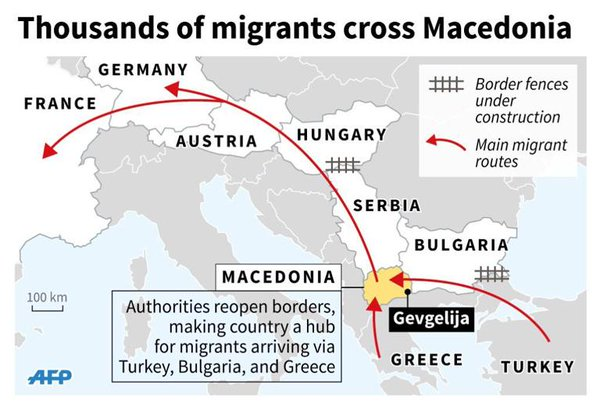 Thousands of migrants cross Macedonia
GERMANY
FRANCE
AUSTRIA
HUNGARY
Border fences
under
construction
Main migrant
routes
SERBIA
BULGARIA
MACEDONIA
Authorities reopen borders,
making country a hub
for migrants arriving via
Turkey, Bulgaria, and Greece
Gevgelija
GREECE
TURKEY
100 km
AFP